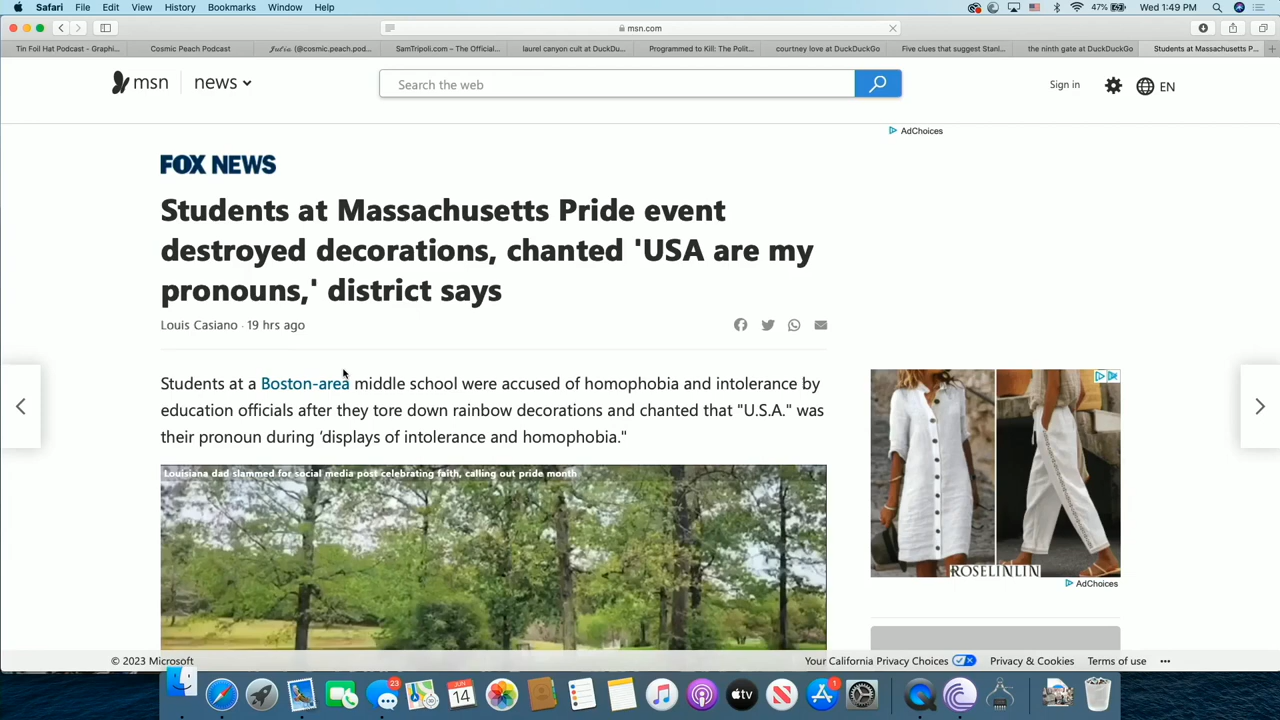 Safari File Edit View History Bookmarks Window Help
47% Wed 1:49 PM
msn.com
Tin Foil Hat Podcast - Graphi...
Cosmic Peach Podcast
Julia (@cosmic.peach.pod...
SamTripoli.com – The Official...
laurel canyon cult at DuckDu...
Programmed to Kill: The Polit...
courtney love at DuckDuckGo
Five clues that suggest Stanl...
the ninth gate at DuckDuckGo
Students at Massachusetts P...
msn news
Search the web
Sign in
EN
AdChoices
FOX NEWS
Students at Massachusetts Pride event
destroyed decorations, chanted 'USA are my
pronouns,' district says
Louis Casiano · 19 hrs ago
Students at a Boston-area middle school were accused of homophobia and intolerance by
education officials after they tore down rainbow decorations and chanted that "U.S.A." was
their pronoun during ‘displays of intolerance and homophobia."
Louisiana dad slammed for social media post celebrating faith, calling out pride month
ROSELINLIN
AdChoices
© 2023 Microsoft
Your California Privacy Choices
Privacy & Cookies
Terms of use
23
JUN
14
tv
1